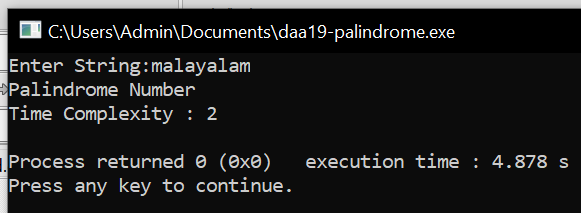 C:\Users\Admin\Documents\daa19-palindrome.exe
Enter String:malayalam
Palindrome Number
Time Complexity : 2
Process returned 0 (0x0)   execution time : 4.878 s
Press any key to continue.